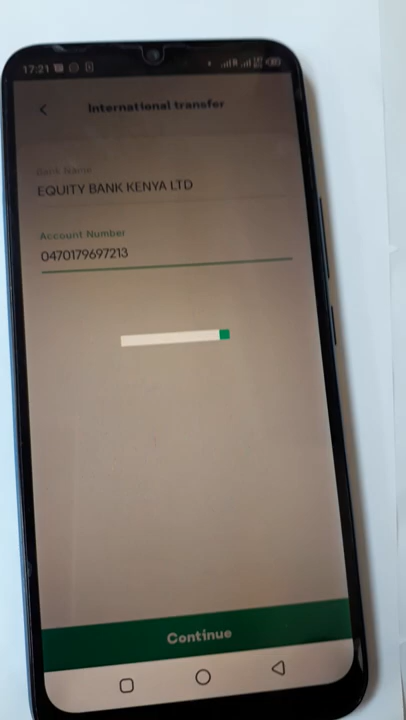 17:21
International transfer
Bank Name
EQUITY BANK KENYA LTD
Account Number
0470179697213
Continue